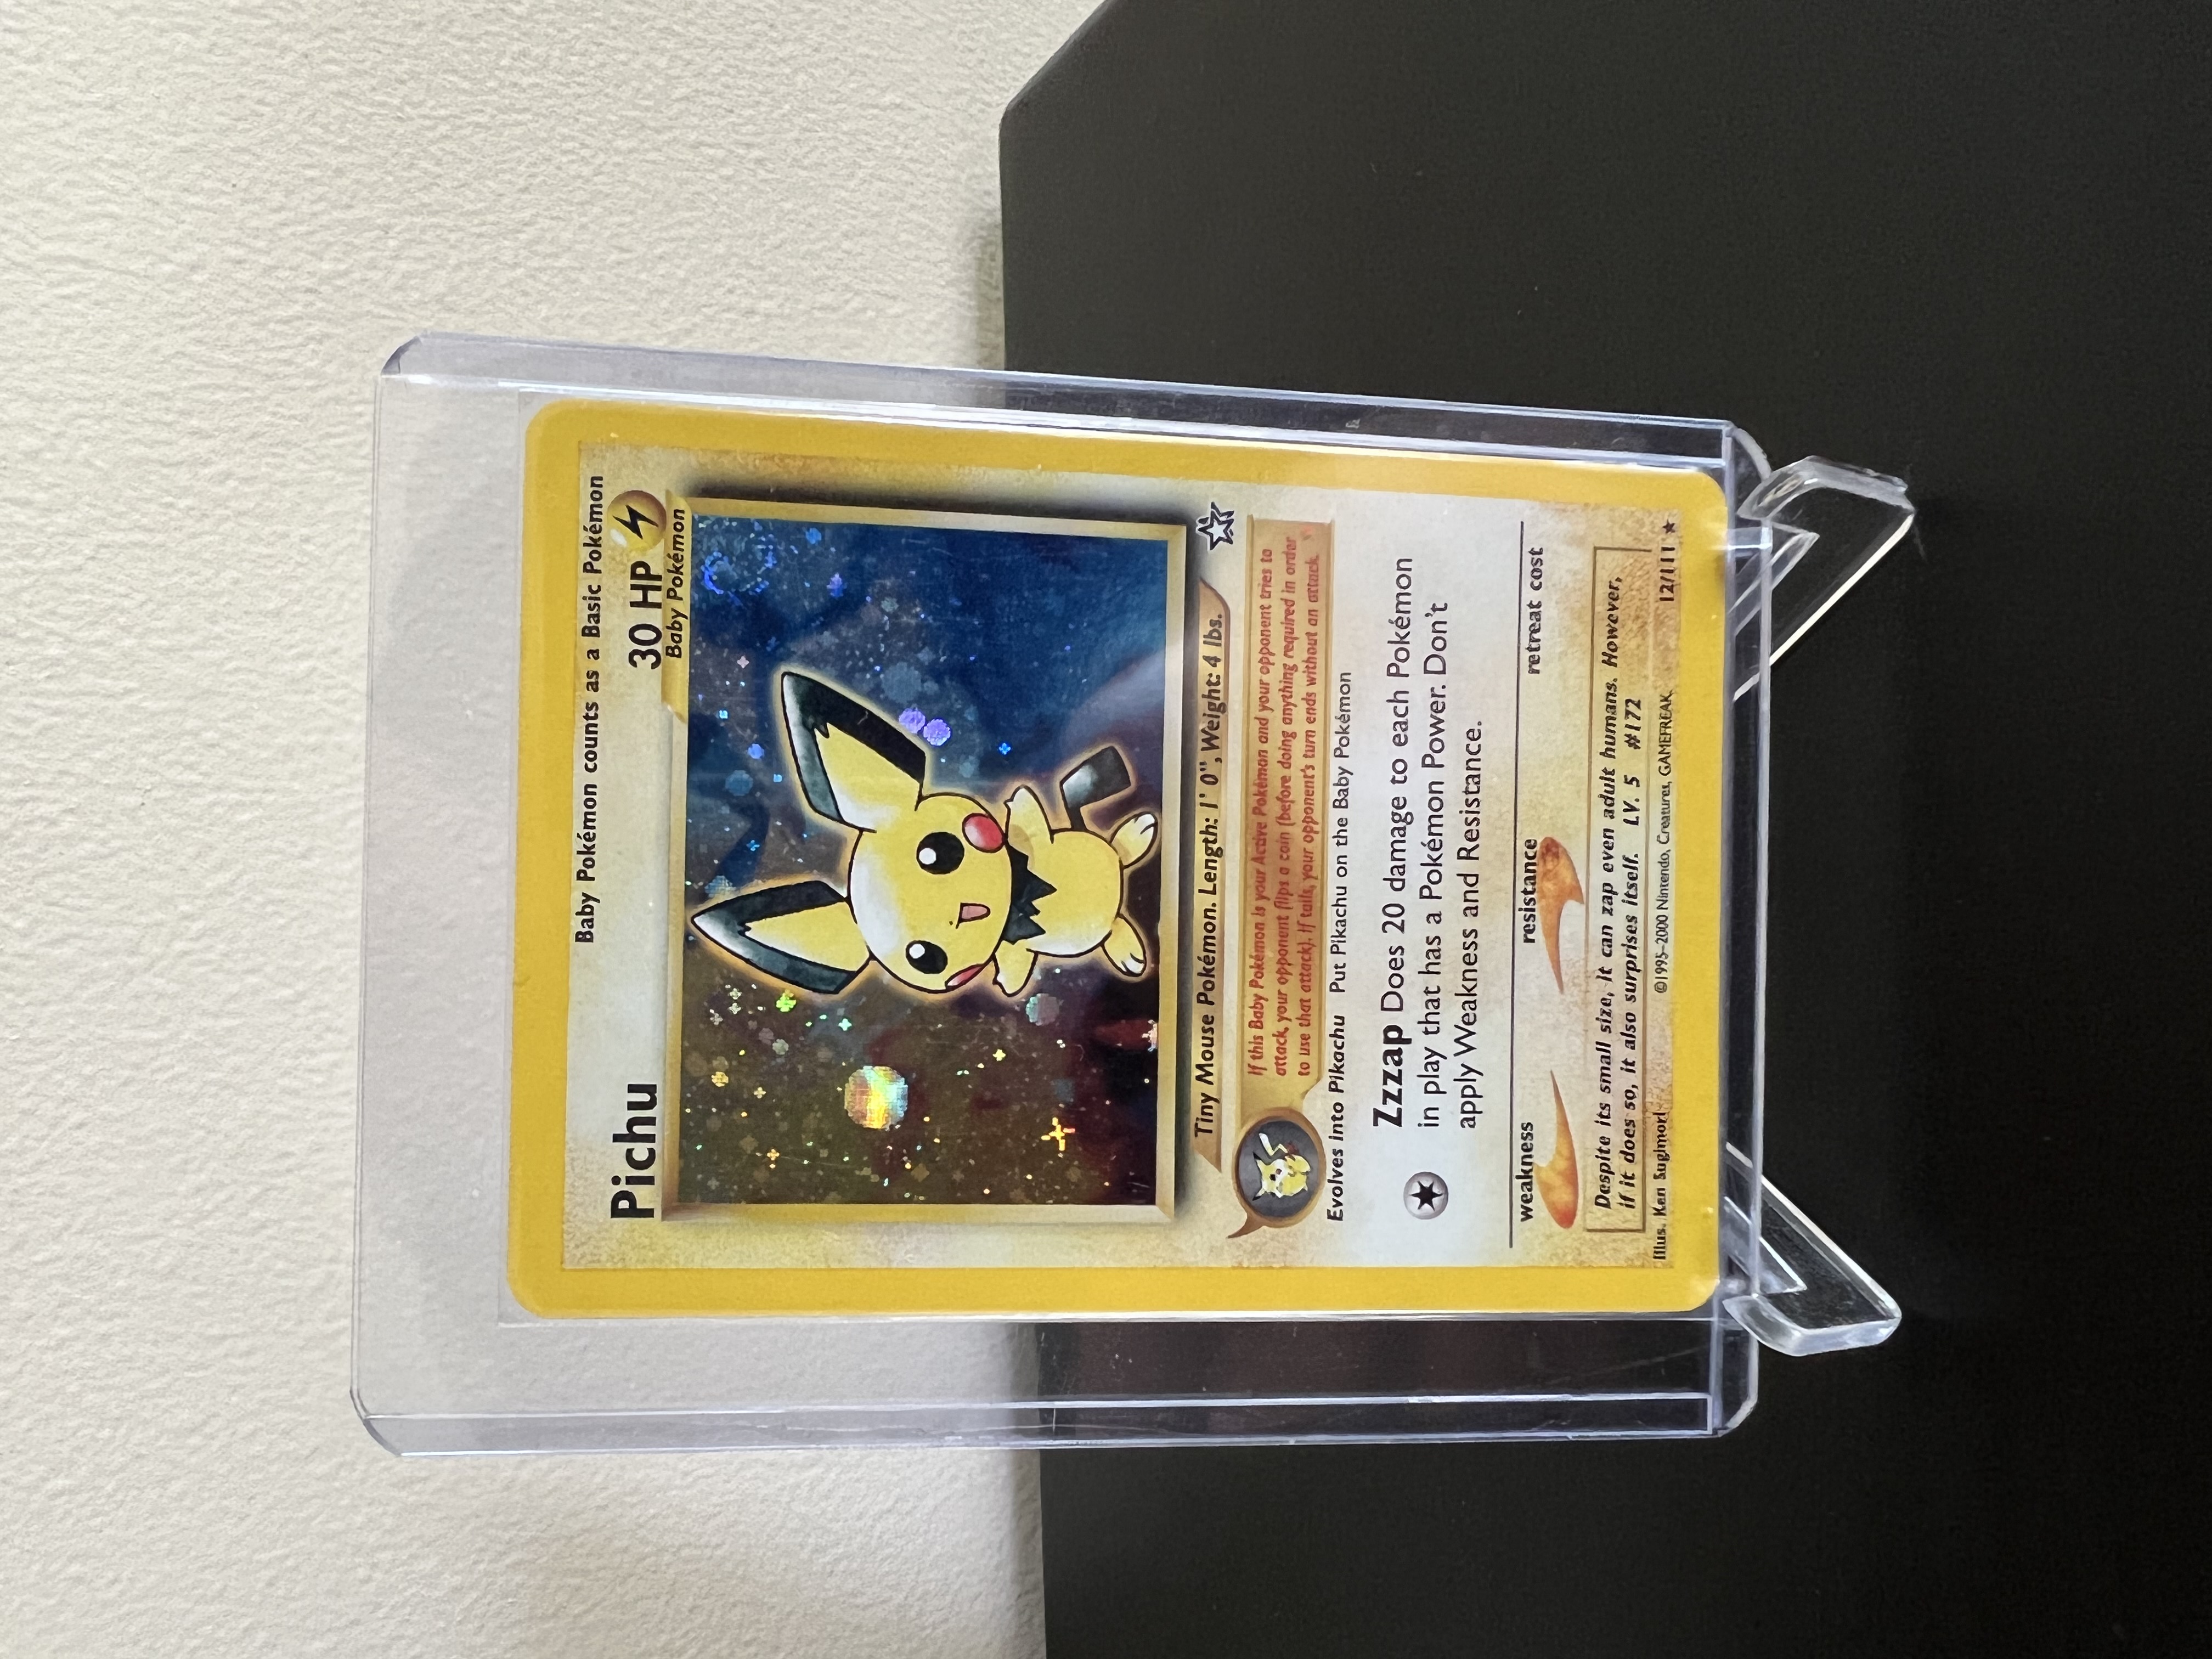 Baby Pokémon counts as a Basic Pokémon
Pichu
30 HP
Baby Pokémon
Tiny Mouse Pokémon. Length: 1' 0", Weight: 4 lbs.
If this Baby Pokémon is your Active Pokémon and your opponent tries to
attack, your opponent flips a coin (before doing anything required in order
to use that attack). If tails, your opponent's turn ends without an attack.
Evolves into Pikachu Put Pikachu on the Baby Pokémon
Zzzap Does 20 damage to each Pokémon
in play that has a Pokémon Power. Don't
apply Weakness and Resistance.
weakness
resistance
retreat cost
Despite its small size, it can zap even adult humans. However,
if it does so, it also surprises itself. LV. 5 #172
Illus. Ken Sugimori
©1995–2000 Nintendo, Creatures, GAMEFREAK.
12/111 ★